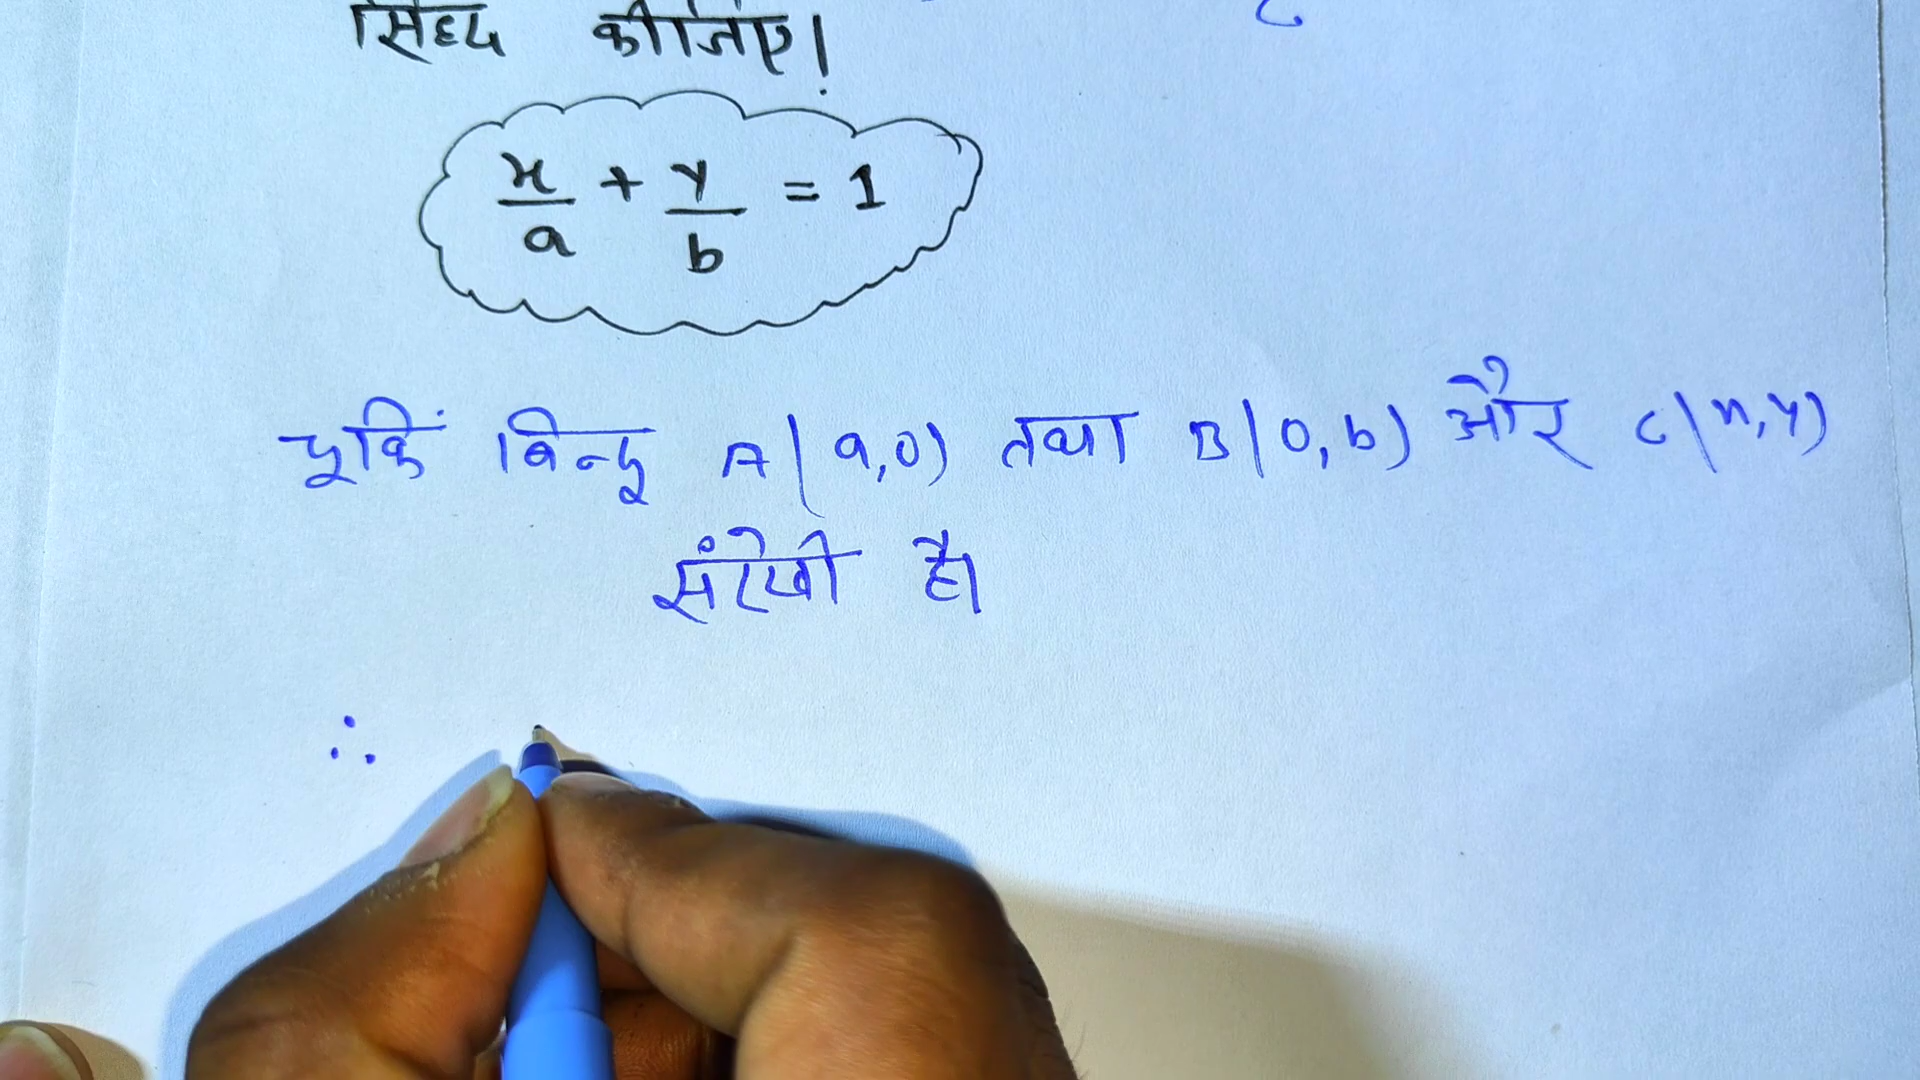 सिद्ध कीजिए।
x/a + y/b = 1
चूकिं बिन्दू A(a,0) तथा B(0,b) और C(x,y)
संरेखी है।
∴